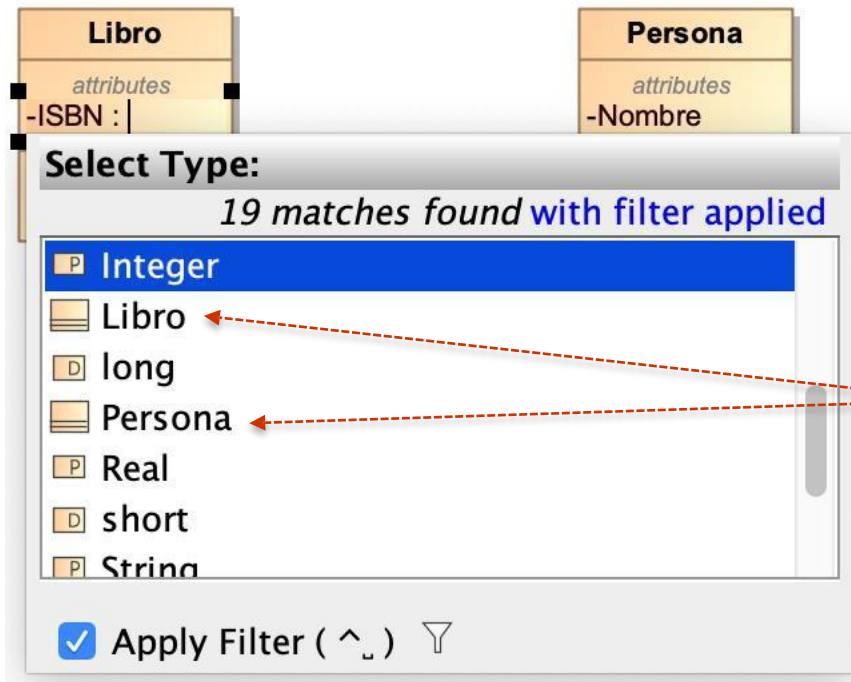 Libro
attributes
-ISBN :
Persona
attributes
-Nombre
Select Type:
19 matches found with filter applied
P Integer
Libro
D long
Persona
P Real
D short
P String
Apply Filter ( ^⎵ )